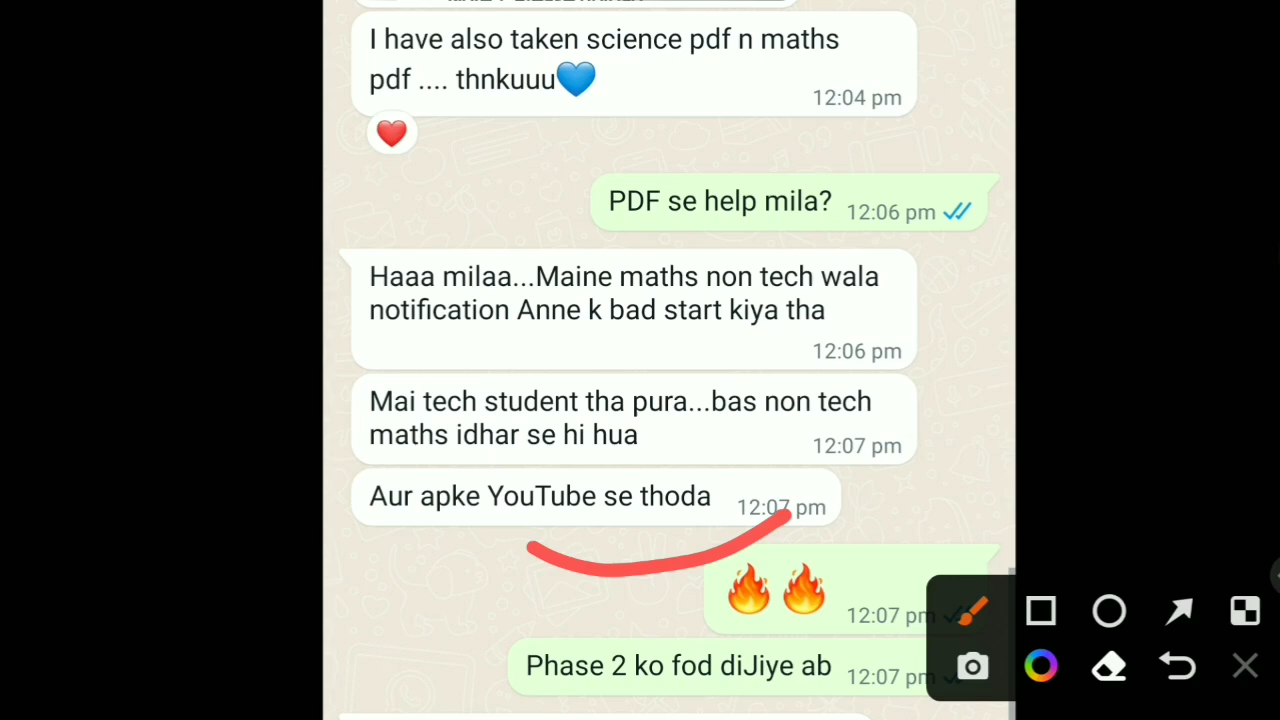 I have also taken science pdf n maths
pdf .... thnkuuu💙
12:04 pm
❤️
PDF se help mila? 12:06 pm
Haaa milaa...Maine maths non tech wala
notification Anne k bad start kiya tha
12:06 pm
Mai tech student tha pura...bas non tech
maths idhar se hi hua 12:07 pm
Aur apke YouTube se thoda 12:07 pm
🔥🔥 12:07 pm
Phase 2 ko fod diJiye ab 12:07 pm